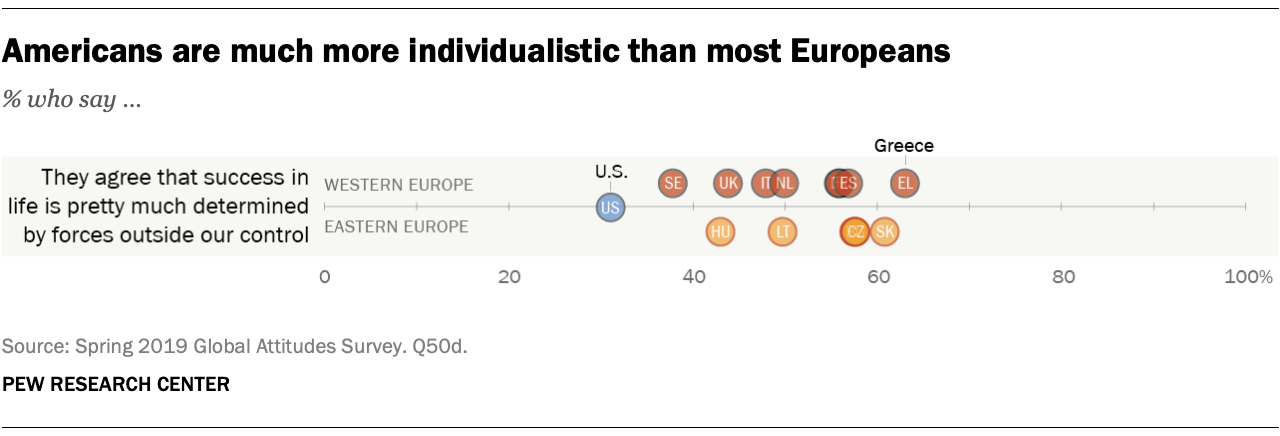 Americans are much more individualistic than most Europeans
% who say ...
Greece
U.S.
They agree that success in
life is pretty much determined
by forces outside our control
WESTERN EUROPE
SE UK IT NL ES EL
US
EASTERN EUROPE
HU LT CZ SK
0 20 40 60 80 100%
Source: Spring 2019 Global Attitudes Survey. Q50d.
PEW RESEARCH CENTER